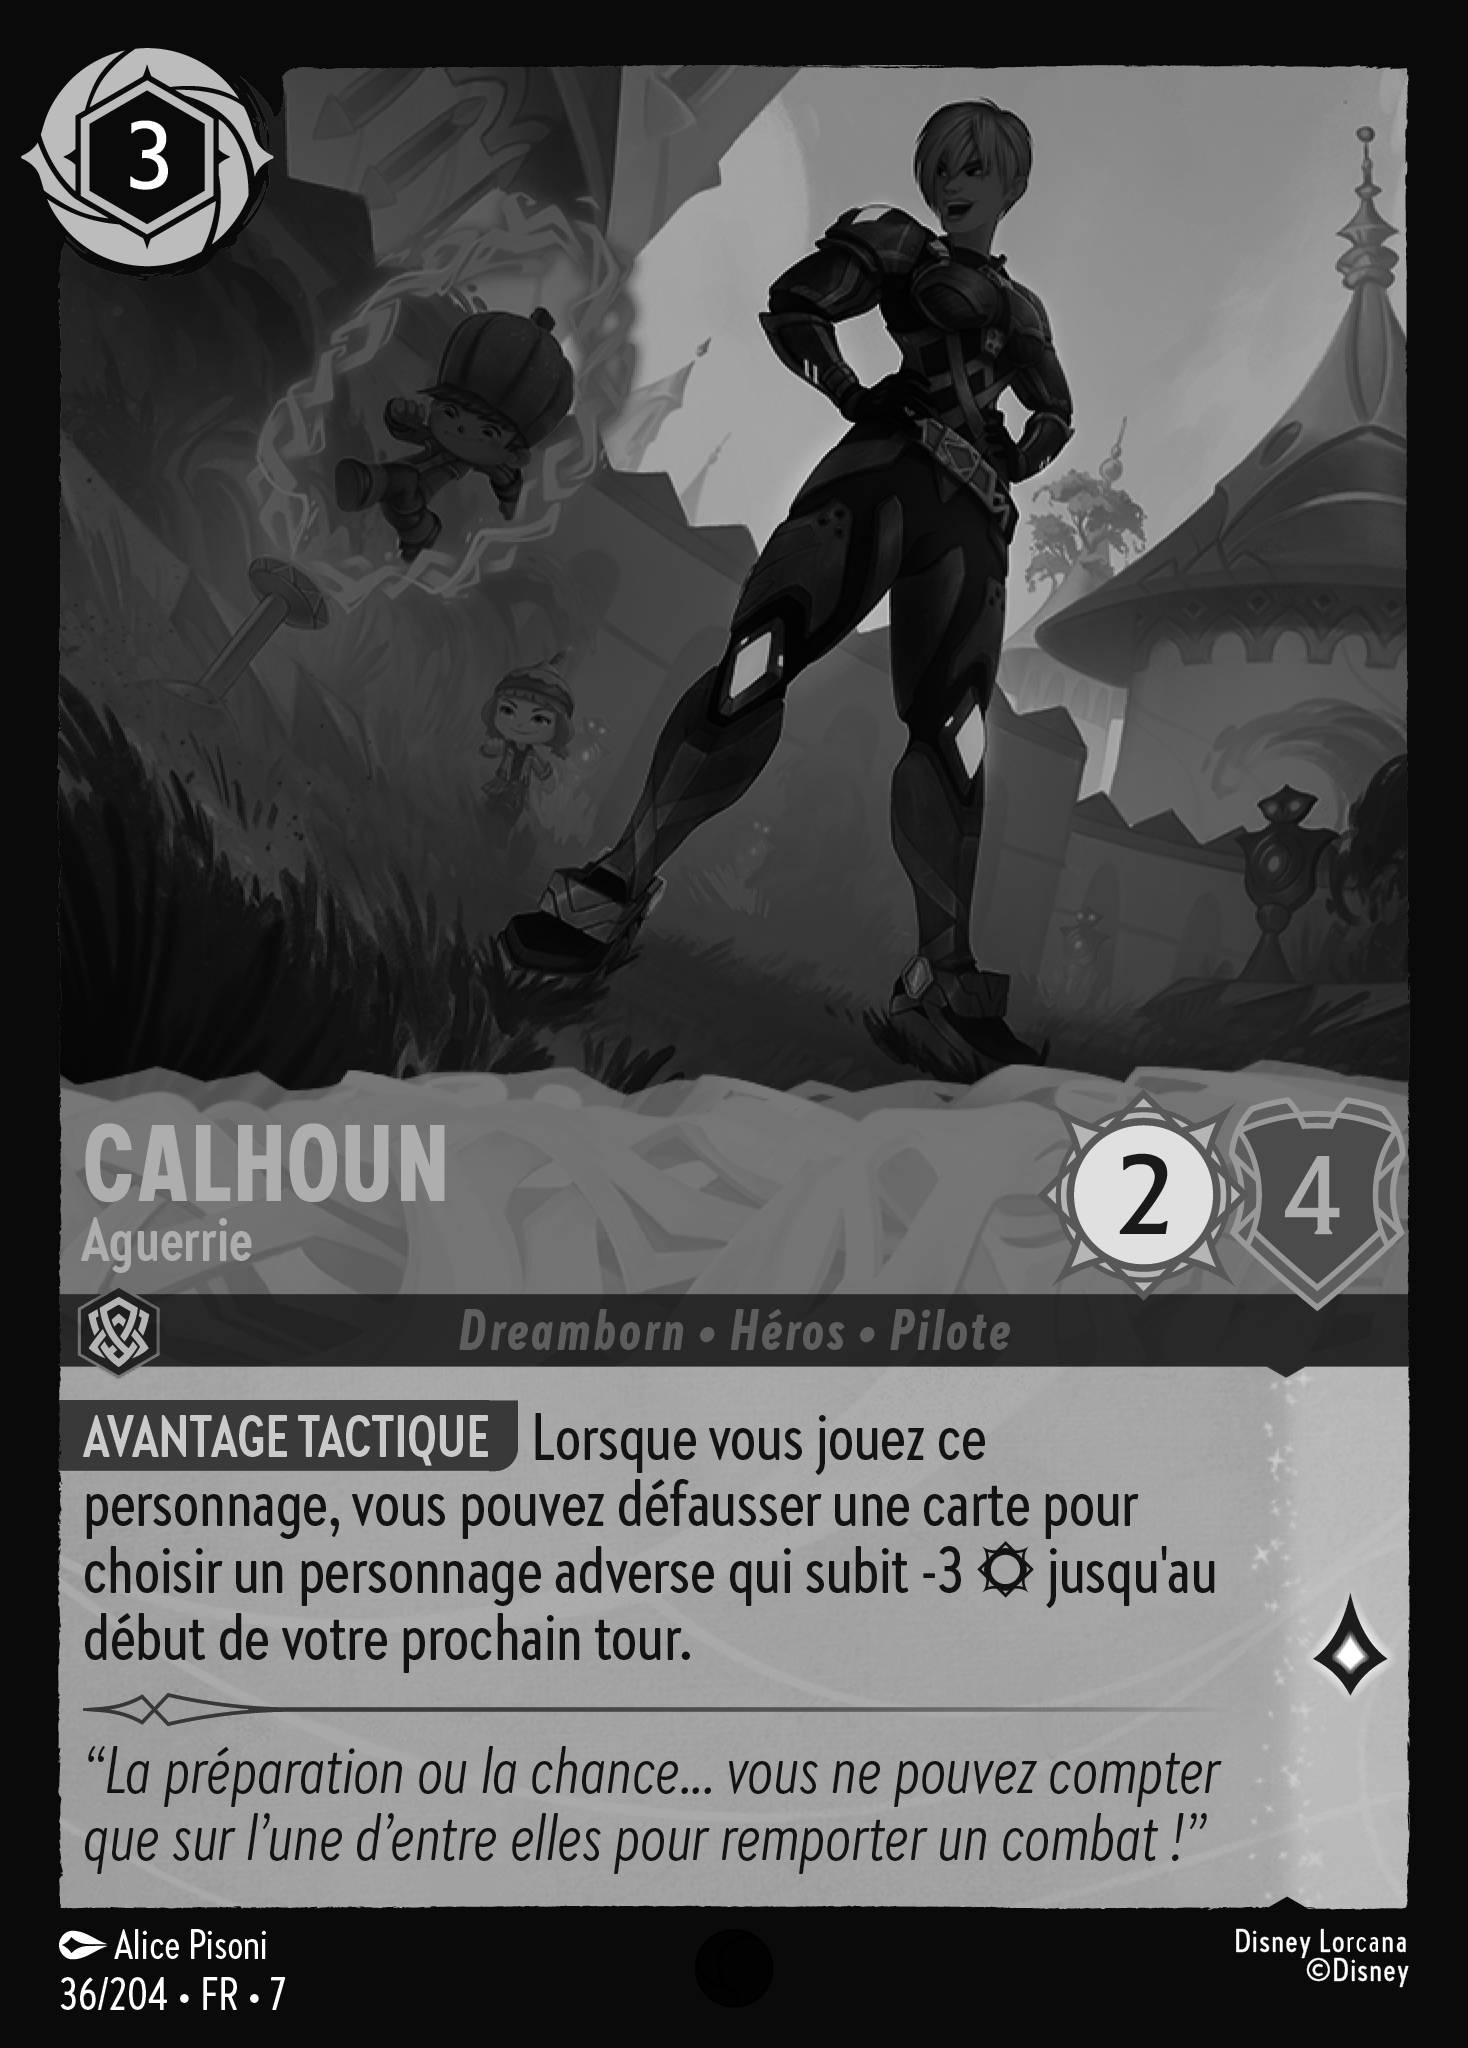 3
CALHOUN
Aguerrie
2
4
Dreamborn • Héros • Pilote
AVANTAGE TACTIQUE Lorsque vous jouez ce
personnage, vous pouvez défausser une carte pour
choisir un personnage adverse qui subit -3 jusqu'au
début de votre prochain tour.
“La préparation ou la chance... vous ne pouvez compter
que sur l’une d’entre elles pour remporter un combat !”
Alice Pisoni
36/204 • FR • 7
Disney Lorcana
©Disney